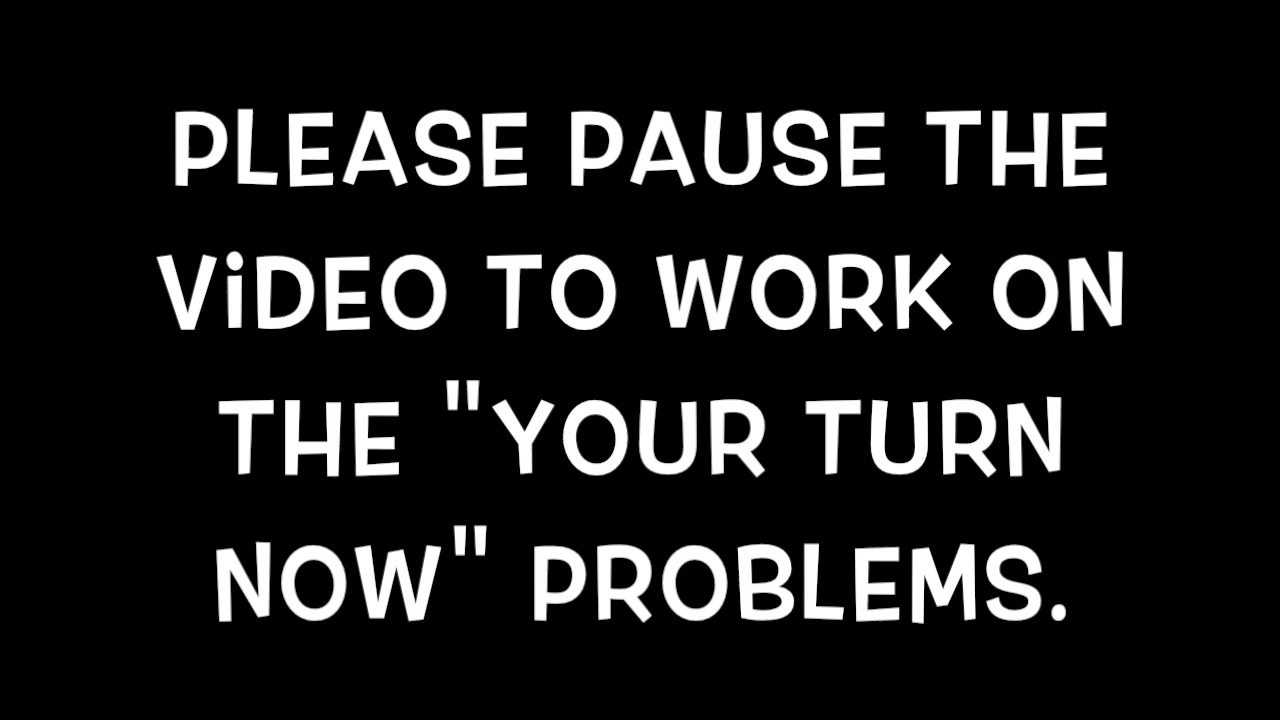 PLEASE PAUSE THE
ViDEO TO WORK ON
THE "YOUR TURN
NOW" PROBLEMS.